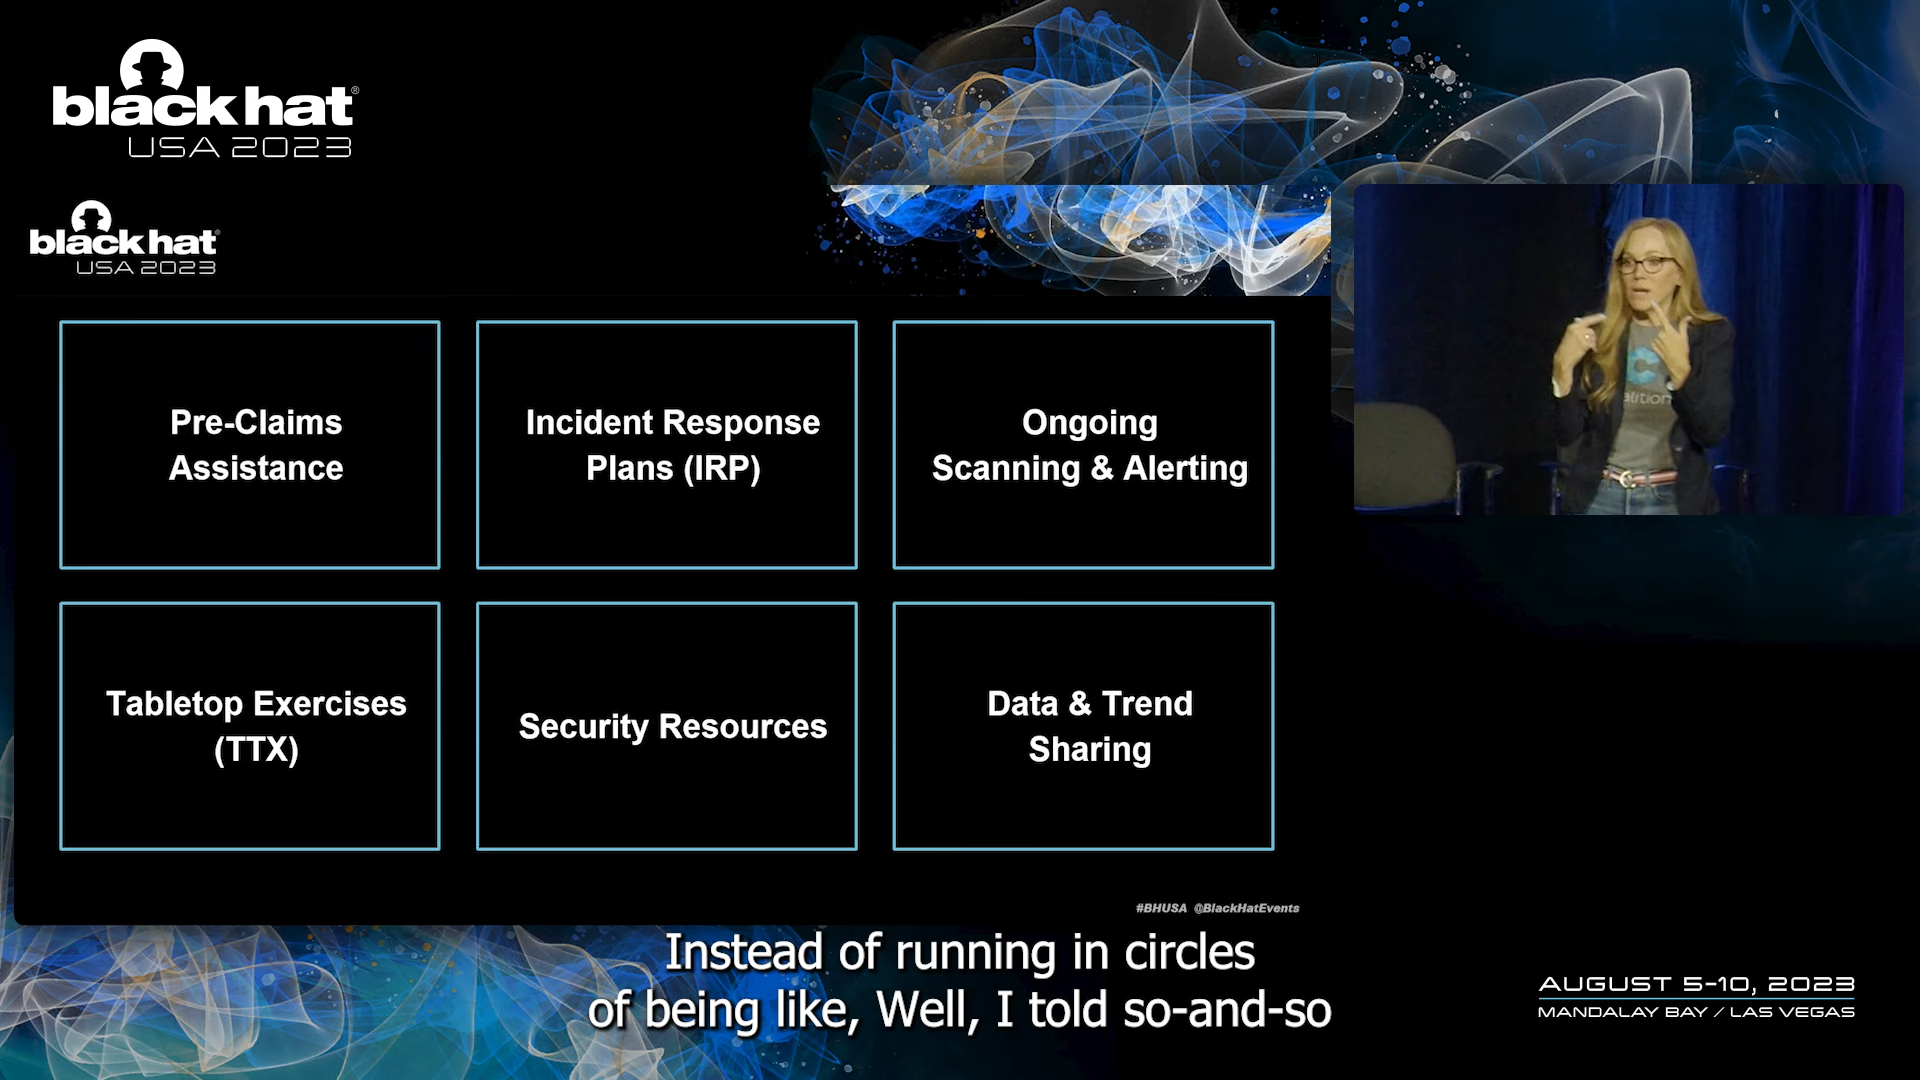 black hat®
USA 2023
black hat
USA 2023
Pre-Claims
Assistance
Incident Response
Plans (IRP)
Ongoing
Scanning & Alerting
Tabletop Exercises
(TTX)
Security Resources
Data & Trend
Sharing
#BHUSA @BlackHatEvents
alition
Instead of running in circles
of being like, Well, I told so-and-so
AUGUST 5-10, 2023
MANDALAY BAY / LAS VEGAS